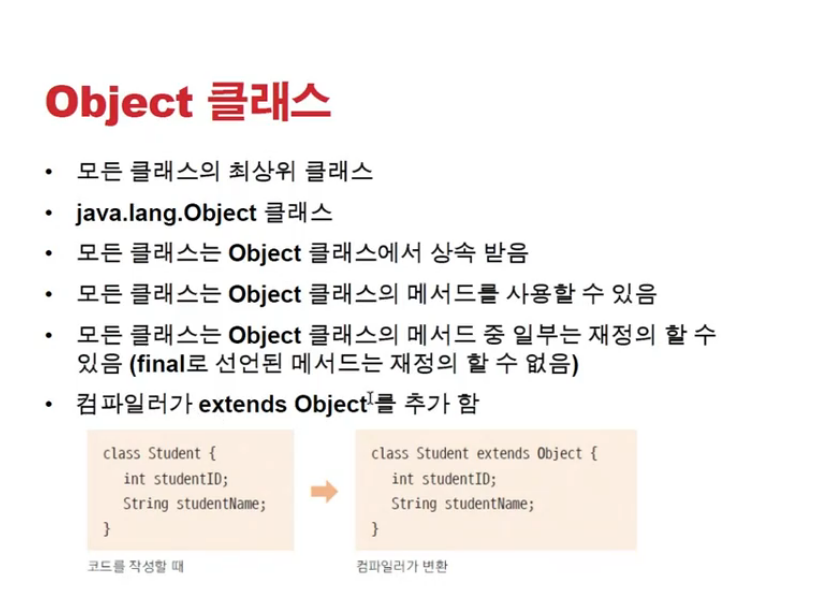 Object 클래스
• 모든 클래스의 최상위 클래스
• java.lang.Object 클래스
• 모든 클래스는 Object 클래스에서 상속 받음
• 모든 클래스는 Object 클래스의 메서드를 사용할 수 있음
• 모든 클래스는 Object 클래스의 메서드 중 일부는 재정의 할 수
있음 (final로 선언된 메서드는 재정의 할 수 없음)
• 컴파일러가 extends Object를 추가 함
class Student {
int studentID;
String studentName;
}
코드를 작성할 때
class Student extends Object {
int studentID;
String studentName;
}
컴파일러가 변환